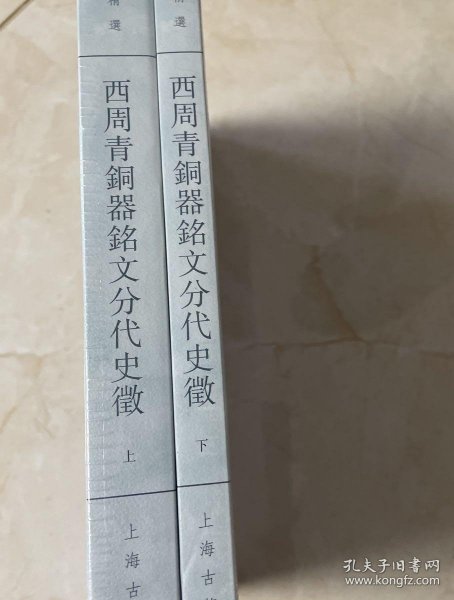 精選
西周青銅器銘文分代史徵
上
上海古
精選
西周青銅器銘文分代史徵
下
上海古
孔夫子旧书网
www.kongfz.com